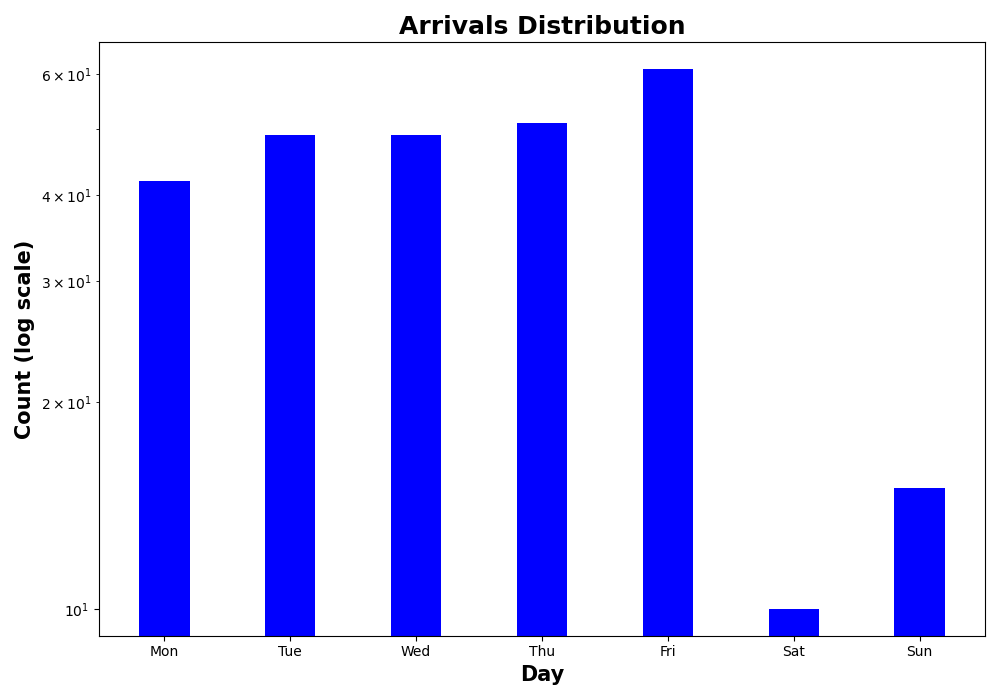 Arrivals Distribution
Count (log scale)
6 × 10¹
4 × 10¹
3 × 10¹
2 × 10¹
10¹
Mon Tue Wed Thu Fri Sat Sun
Day